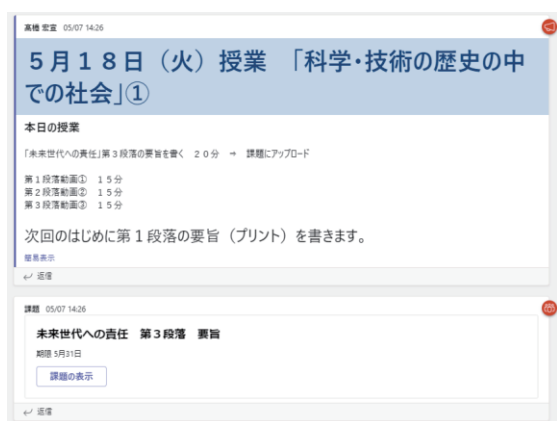 髙橋 宏宣 05/07 14:26
5月18日（火）授業　「科学・技術の歴史の中
での社会」①
本日の授業
「未来世代への責任」第３段落の要旨を書く　２０分　➔　課題にアップロード
第１段落動画①　１５分
第２段落動画②　１５分
第３段落動画③　１５分
次回のはじめに第１段落の要旨（プリント）を書きます。
簡易表示
返信
課題 05/07 14:26
未来世代への責任　第３段落　要旨
期限 5月31日
課題の表示
返信